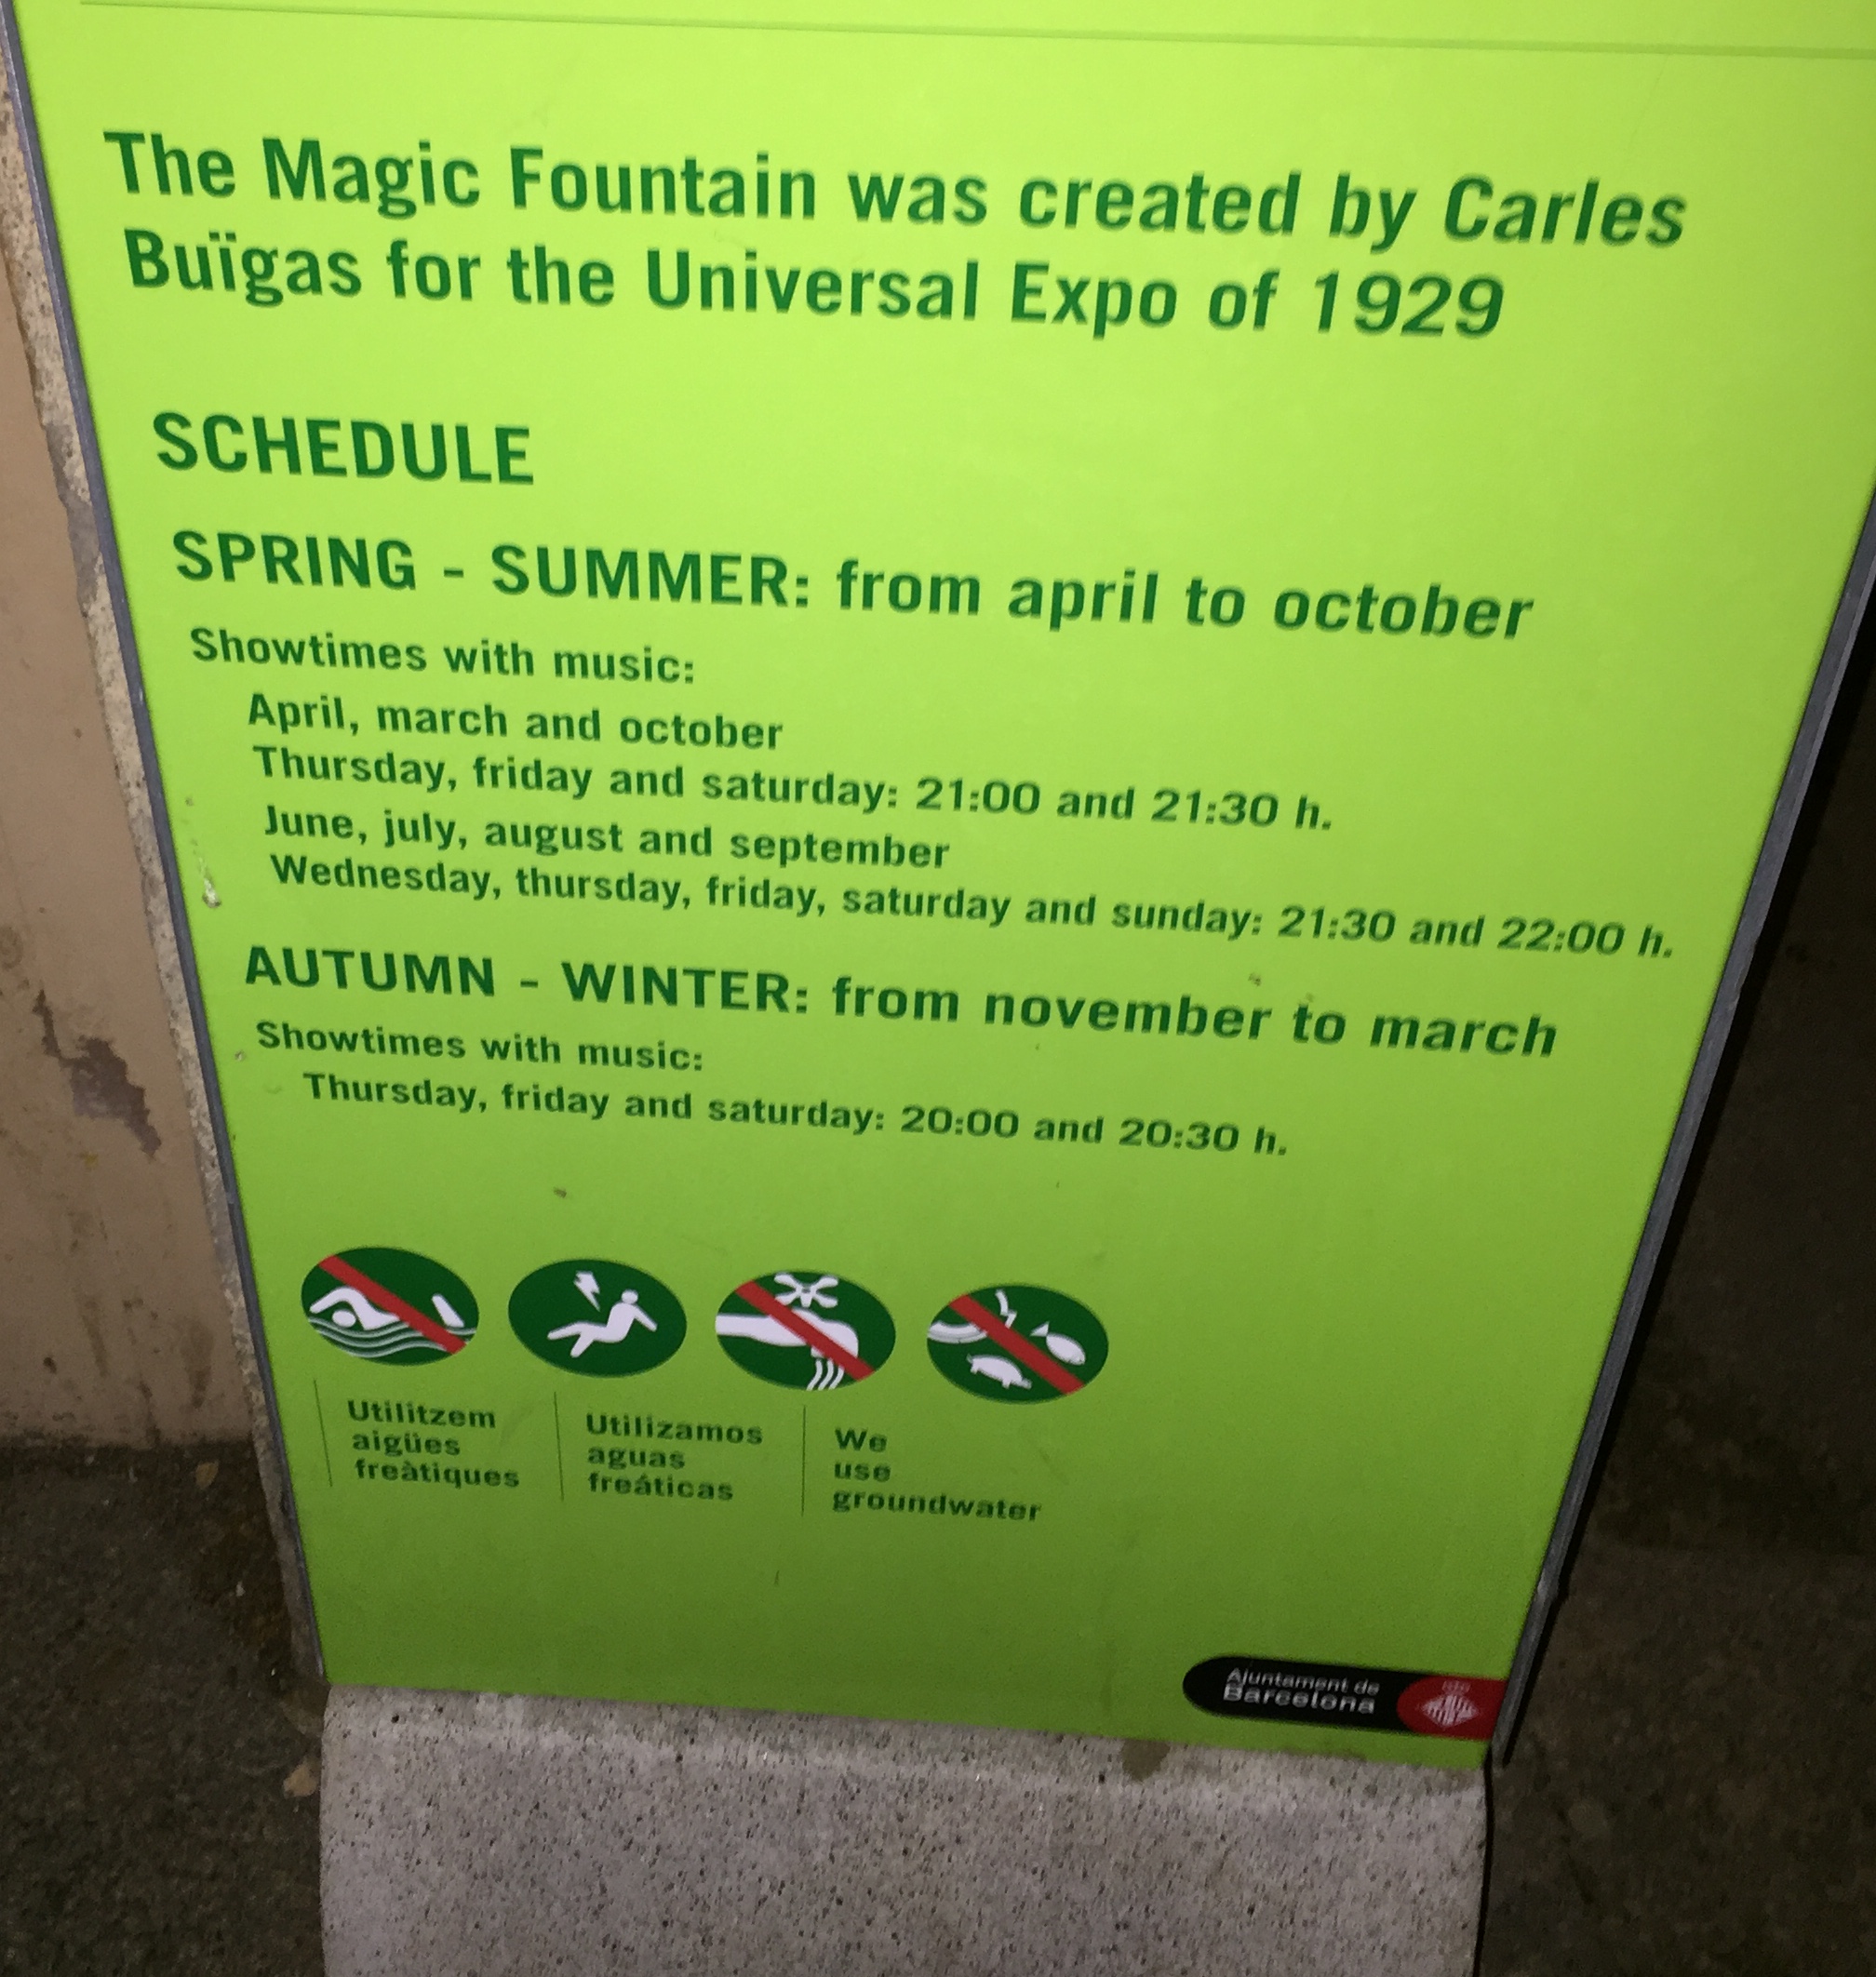 The Magic Fountain was created by Carles
Buïgas for the Universal Expo of 1929
SCHEDULE
SPRING - SUMMER: from april to october
Showtimes with music:
April, march and october
Thursday, friday and saturday: 21:00 and 21:30 h.
June, july, august and september
Wednesday, thursday, friday, saturday and sunday: 21:30 and 22:00 h.
AUTUMN - WINTER: from november to march
Showtimes with music:
Thursday, friday and saturday: 20:00 and 20:30 h.
Utilitzem
aigües
freàtiques
Utilizamos
aguas
freáticas
We
use
groundwater
Ajuntament de
Barcelona